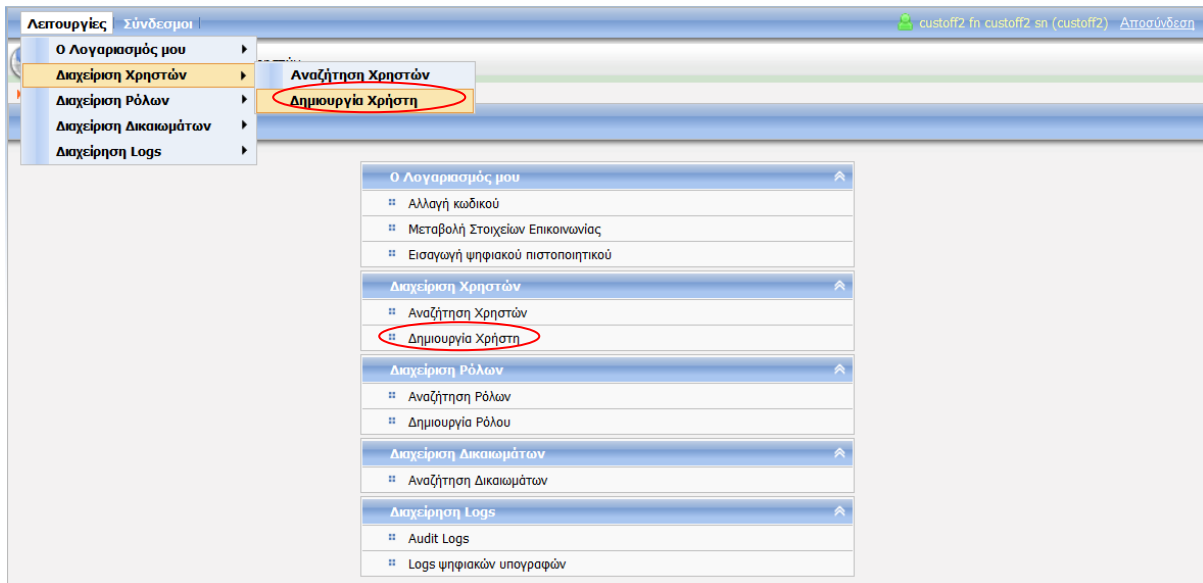 Λειτουργίες Σύνδεσμοι custoff2 fn custoff2 sn (custoff2) Αποσύνδεση
Ο Λογαριασμός μου
Διαχείριση Χρηστών
Αναζήτηση Χρηστών
Δημιουργία Χρήστη
Διαχείριση Ρόλων
Διαχείριση Δικαιωμάτων
Διαχείρηση Logs
Ο Λογαριασμός μου
Αλλαγή κωδικού
Μεταβολή Στοιχείων Επικοινωνίας
Εισαγωγή ψηφιακού πιστοποιητικού
Διαχείριση Χρηστών
Αναζήτηση Χρηστών
Δημιουργία Χρήστη
Διαχείριση Ρόλων
Αναζήτηση Ρόλων
Δημιουργία Ρόλου
Διαχείριση Δικαιωμάτων
Αναζήτηση Δικαιωμάτων
Διαχείρηση Logs
Audit Logs
Logs ψηφιακών υπογραφών